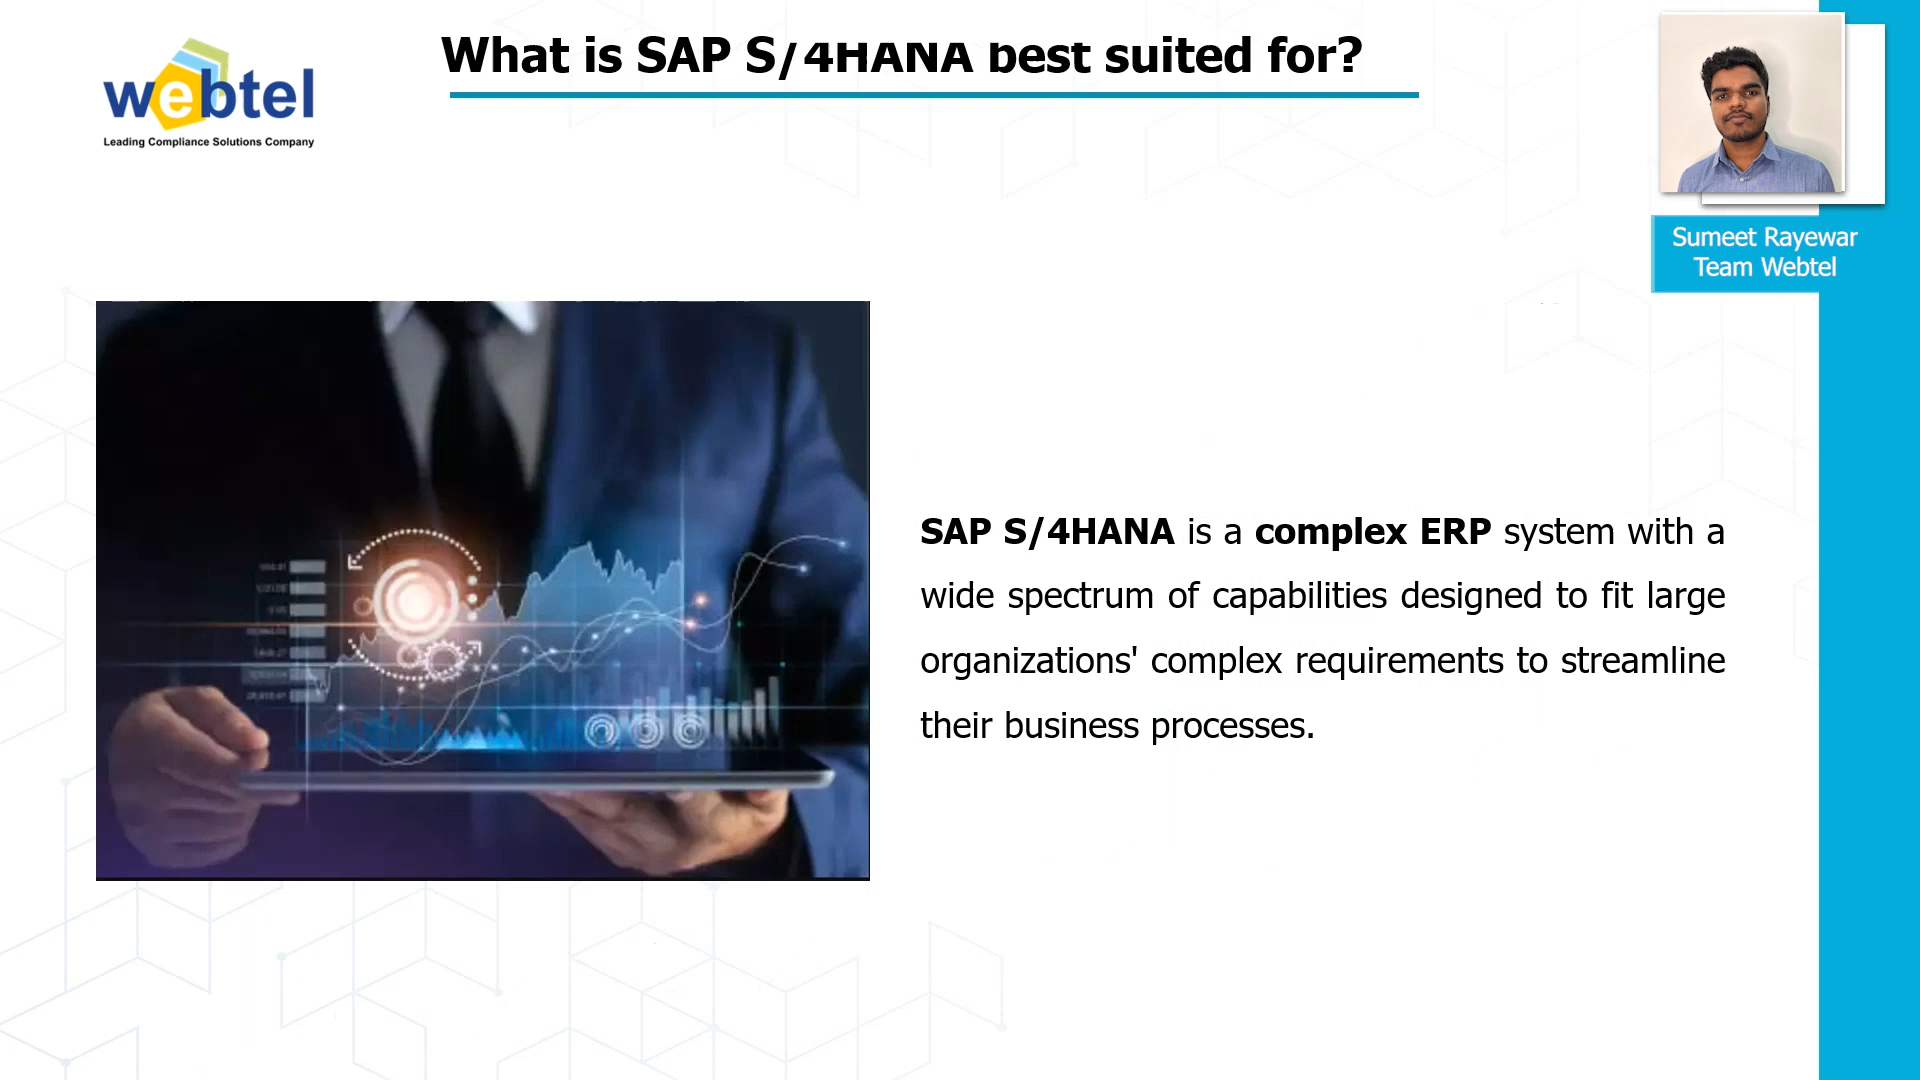 What is SAP S/4HANA best suited for?
webtel
Leading Compliance Solutions Company
Sumeet Rayewar
Team Webtel
SAP S/4HANA is a complex ERP system with a
wide spectrum of capabilities designed to fit large
organizations' complex requirements to streamline
their business processes.